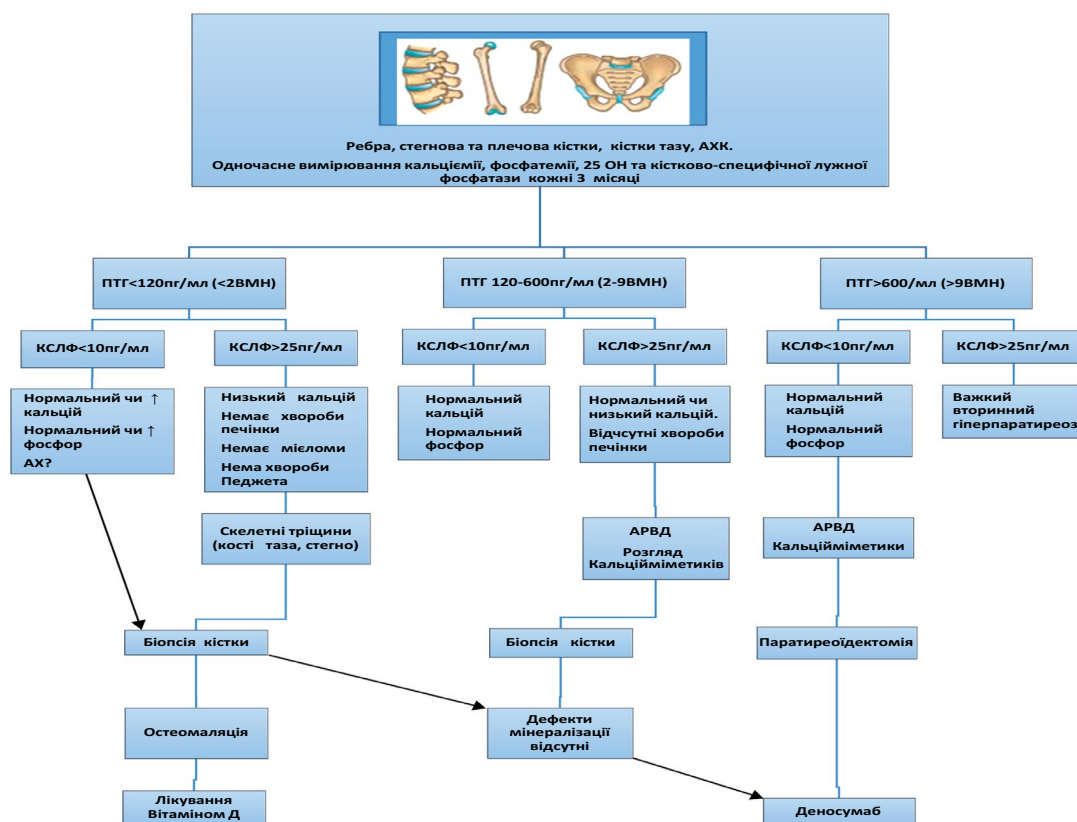 Ребра, стегнова та плечова кістки, кістки тазу, АХК.
Одночасне вимірювання кальціємії, фосфатемії, 25 ОН та кістково-специфічної лужної
фосфатази кожні 3 місяці
ПТГ<120пг/мл (<2ВМН)
ПТГ 120-600пг/мл (2-9ВМН)
ПТГ>600/мл (>9ВМН)
КСЛФ<10пг/мл
КСЛФ>25пг/мл
КСЛФ<10пг/мл
КСЛФ>25пг/мл
КСЛФ<10пг/мл
КСЛФ>25пг/мл
Нормальний чи ↑
кальцій
Нормальний чи ↑
фосфор
АХ?
Низький кальцій
Немає хвороби
печінки
Немає мієломи
Нема хвороби
Педжета
Нормальний
кальцій
Нормальний
фосфор
Нормальний чи
низький кальцій.
Відчсутні хвороби
печінки
Нормальний
кальцій
Нормальний
фосфор
Важкий
вторинний
гіперпаратиреоз
Скелетні тріщини
(кості таза, стегно)
АРВД
Розгляд
Кальційміметиків
АРВД
Кальційміметики
Біопсія кістки
Біопсія кістки
Паратиреоїдектомія
Остеомаляція
Дефекти
мінералізації
відсутні
Лікування
Вітаміном Д
Деносумаб